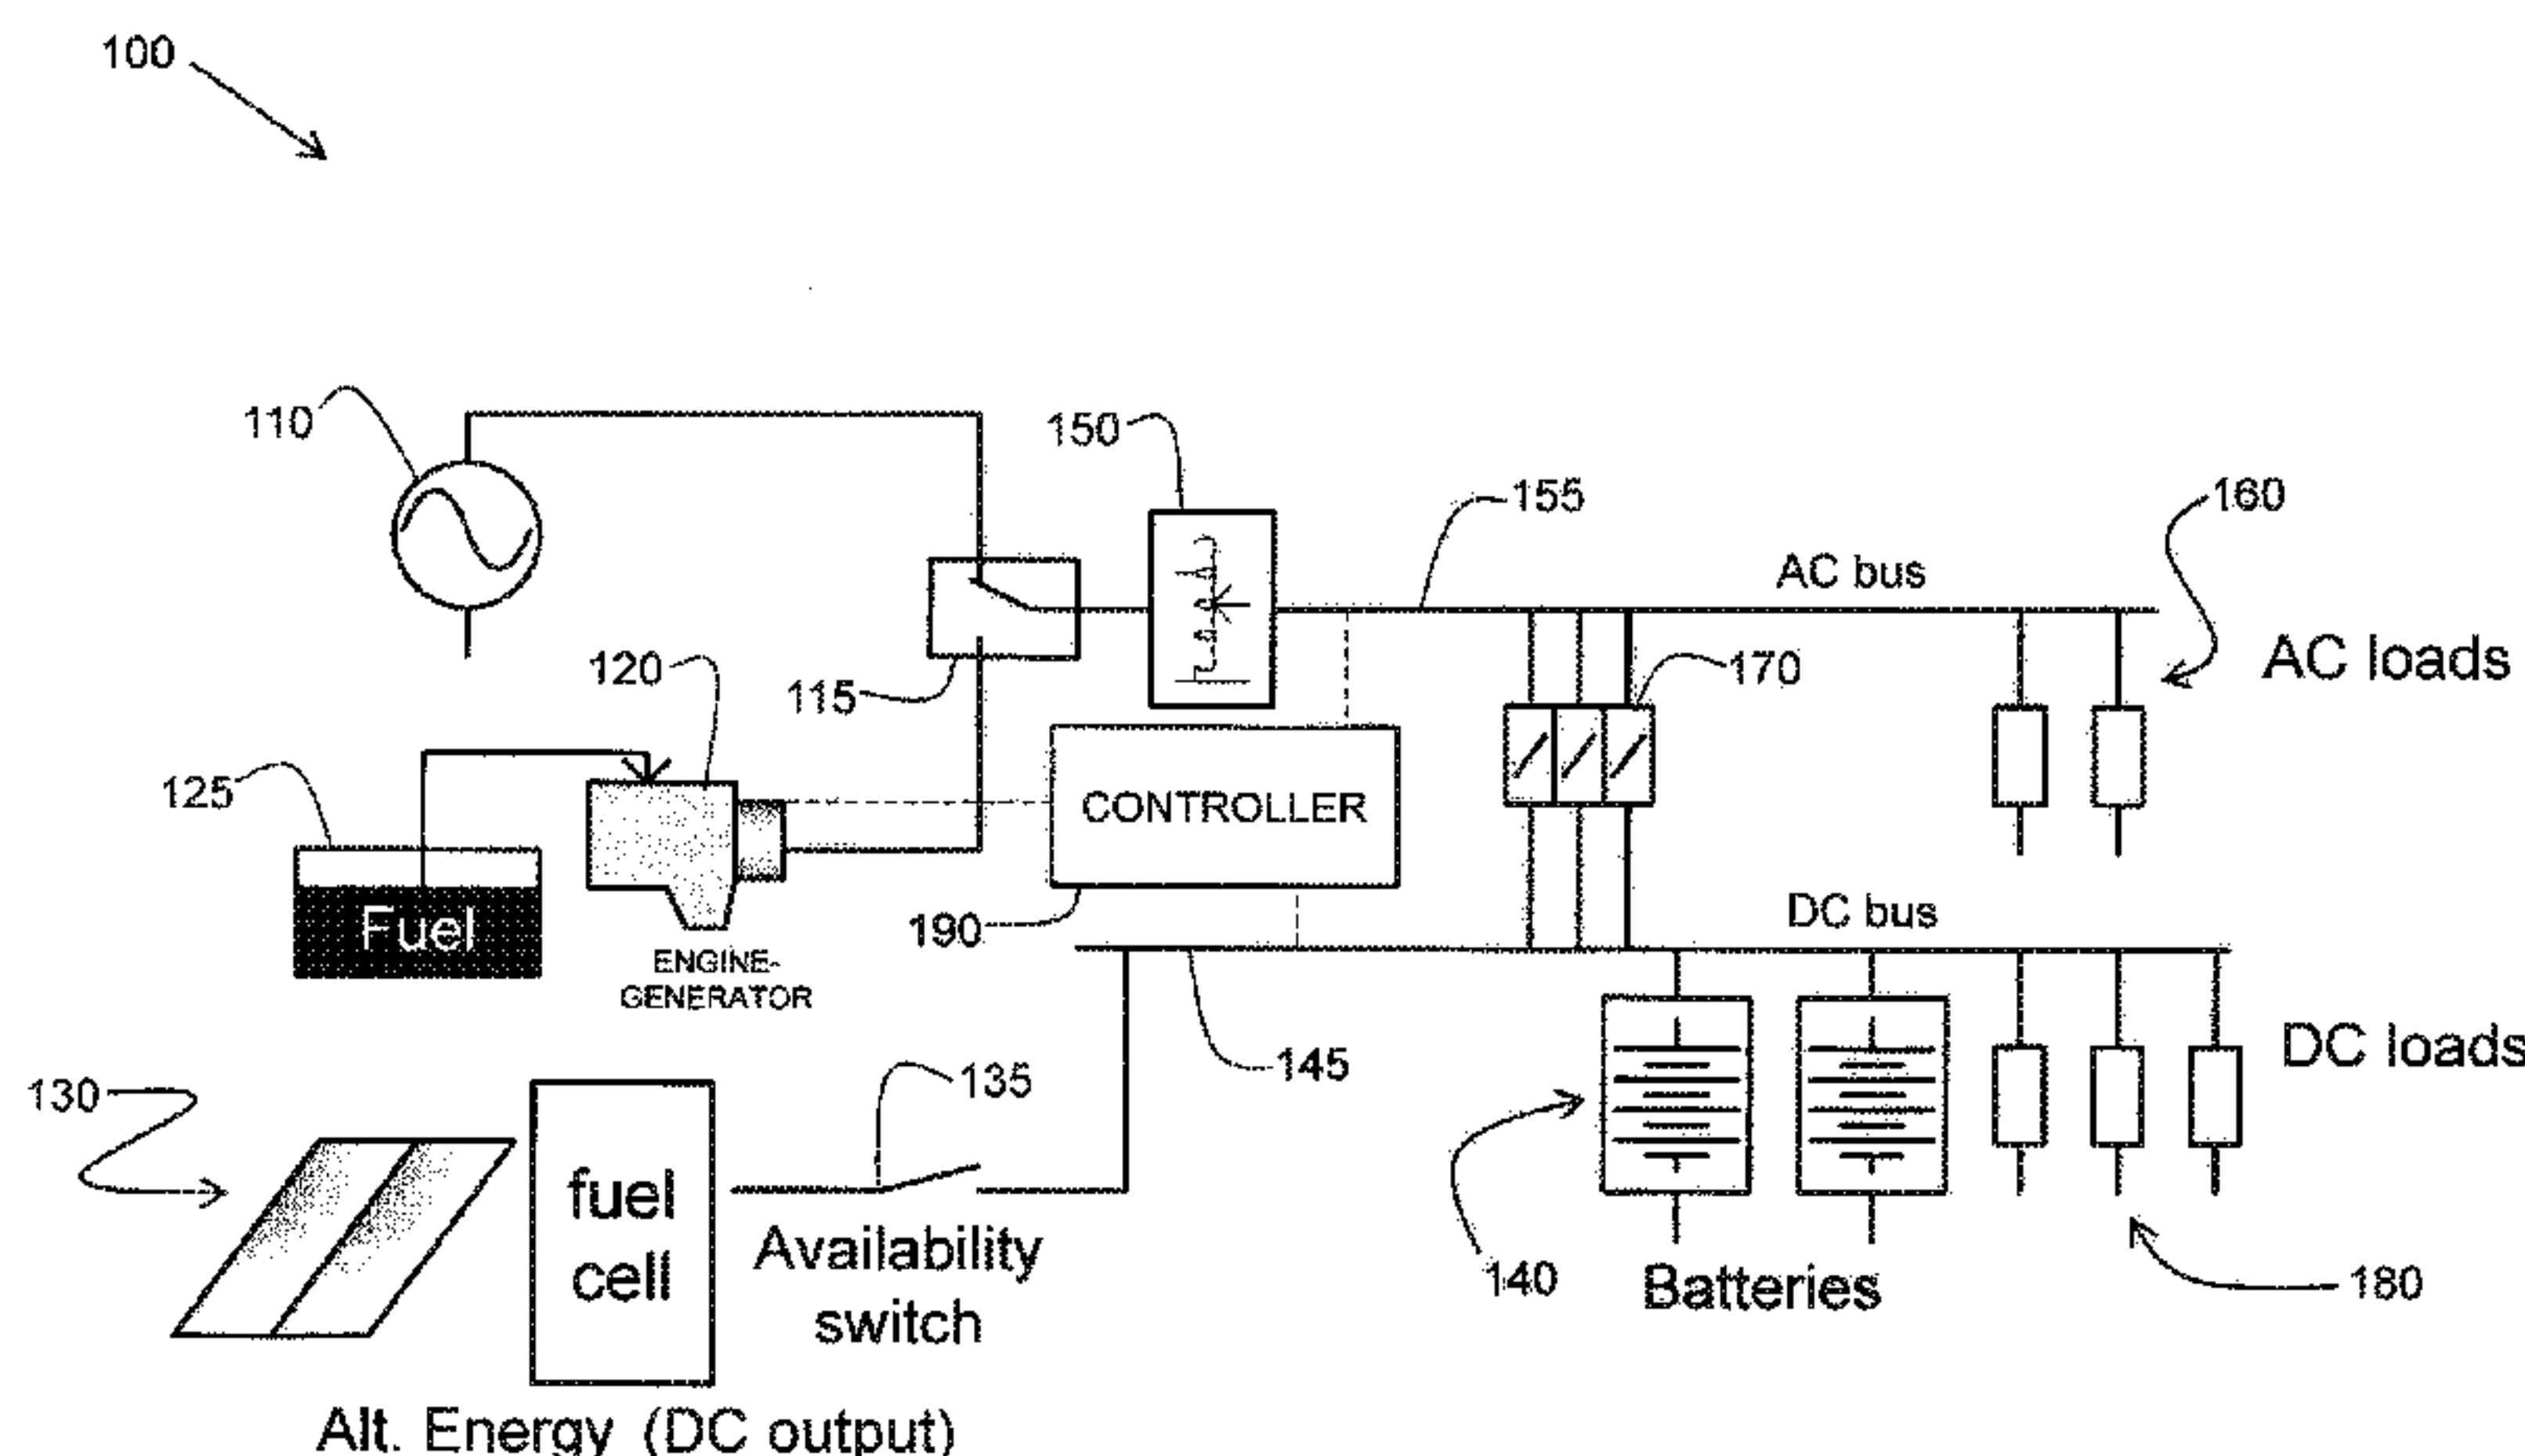 100
110
150
155
160
AC bus
AC loads
120
115
170
125
CONTROLLER
Fuel
190
DC bus
ENGINE-
GENERATOR
130
135
145
DC loads
fuel
cell
Availability
switch
140
Batteries
180
Alt. Energy (DC output)